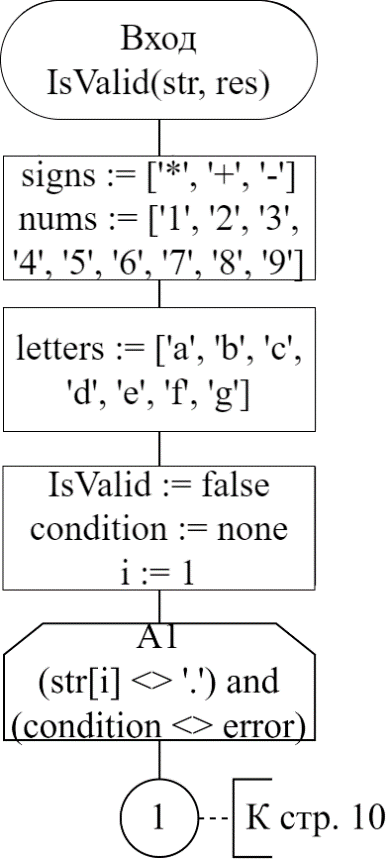 Вход
IsValid(str, res)
signs := ['*', '+', '-']
nums := ['1', '2', '3',
'4', '5', '6', '7', '8', '9']
letters := ['a', 'b', 'c',
'd', 'e', 'f', 'g']
IsValid := false
condition := none
i := 1
A1
(str[i] <> '.') and
(condition <> error)
1
К стр. 10